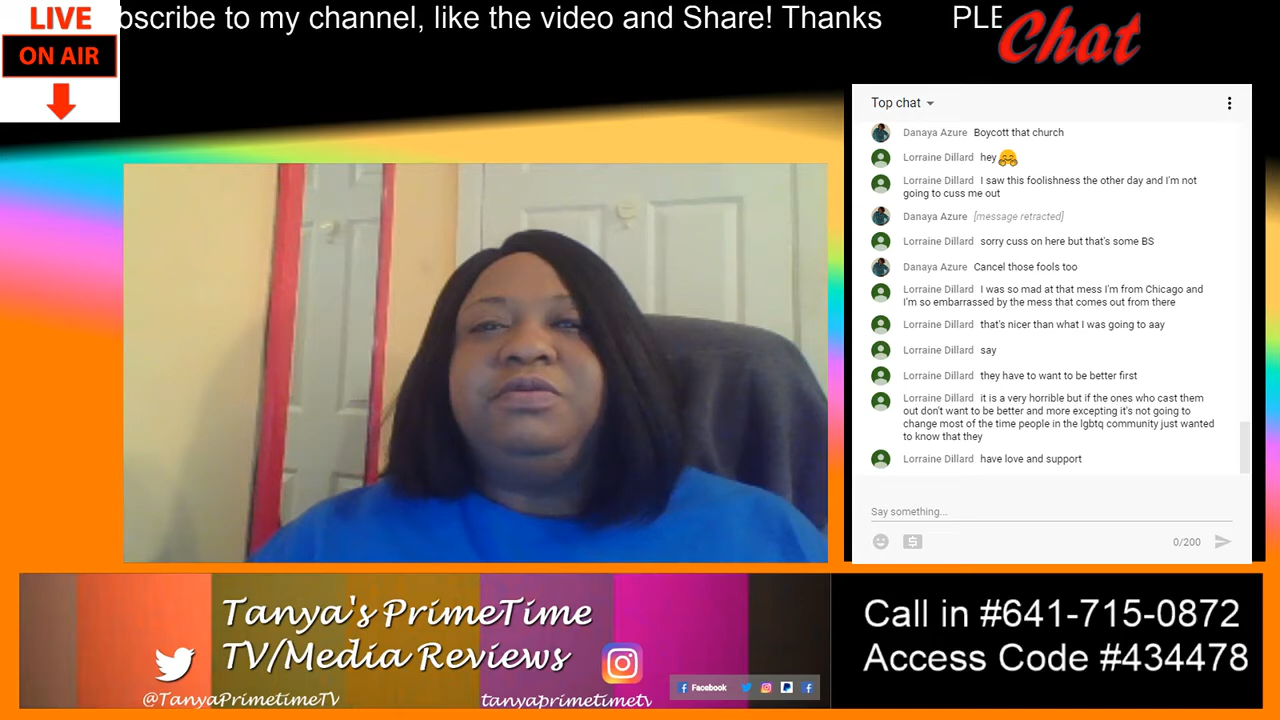 LIVE
ON AIR
bscribe to my channel, like the video and Share! Thanks
PLE
Chat
Top chat
Danaya Azure Boycott that church
Lorraine Dillard hey
Lorraine Dillard I saw this foolishness the other day and I'm not
going to cuss me out
Danaya Azure [message retracted]
Lorraine Dillard sorry cuss on here but that's some BS
Danaya Azure Cancel those fools too
Lorraine Dillard I was so mad at that mess I'm from Chicago and
I'm so embarrassed by the mess that comes out from there
Lorraine Dillard that's nicer than what I was going to aay
Lorraine Dillard say
Lorraine Dillard they have to want to be better first
Lorraine Dillard it is a very horrible but if the ones who cast them
out don't want to be better and more excepting it's not going to
change most of the time people in the lgbtq community just wanted
to know that they
Lorraine Dillard have love and support
Say something...
0/200
Tanya's PrimeTime
TV/Media Reviews
@TanyaPrimetimeTV
tanyaprimetimetv
Facebook
Call in #641-715-0872
Access Code #434478